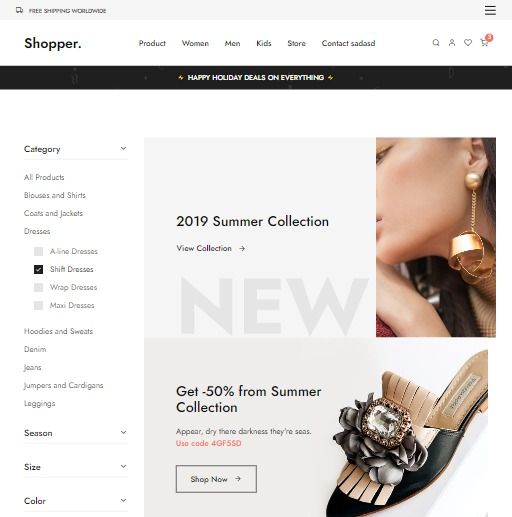 FREE SHIPPING WORLDWIDE
Shopper.
Product Women Men Kids Store Contact sadasd
⚡ HAPPY HOLIDAY DEALS ON EVERYTHING ⚡
Category
All Products
Blouses and Shirts
Coats and Jackets
Dresses
A-line Dresses
Shift Dresses
Wrap Dresses
Maxi Dresses
Hoodies and Sweats
Denim
Jeans
Jumpers and Cardigans
Leggings
Season
Size
Color
2019 Summer Collection
View Collection →
NEW
Get -50% from Summer
Collection
Appear, dry there darkness they're seas.
Use code 4GF5SD
Shop Now →